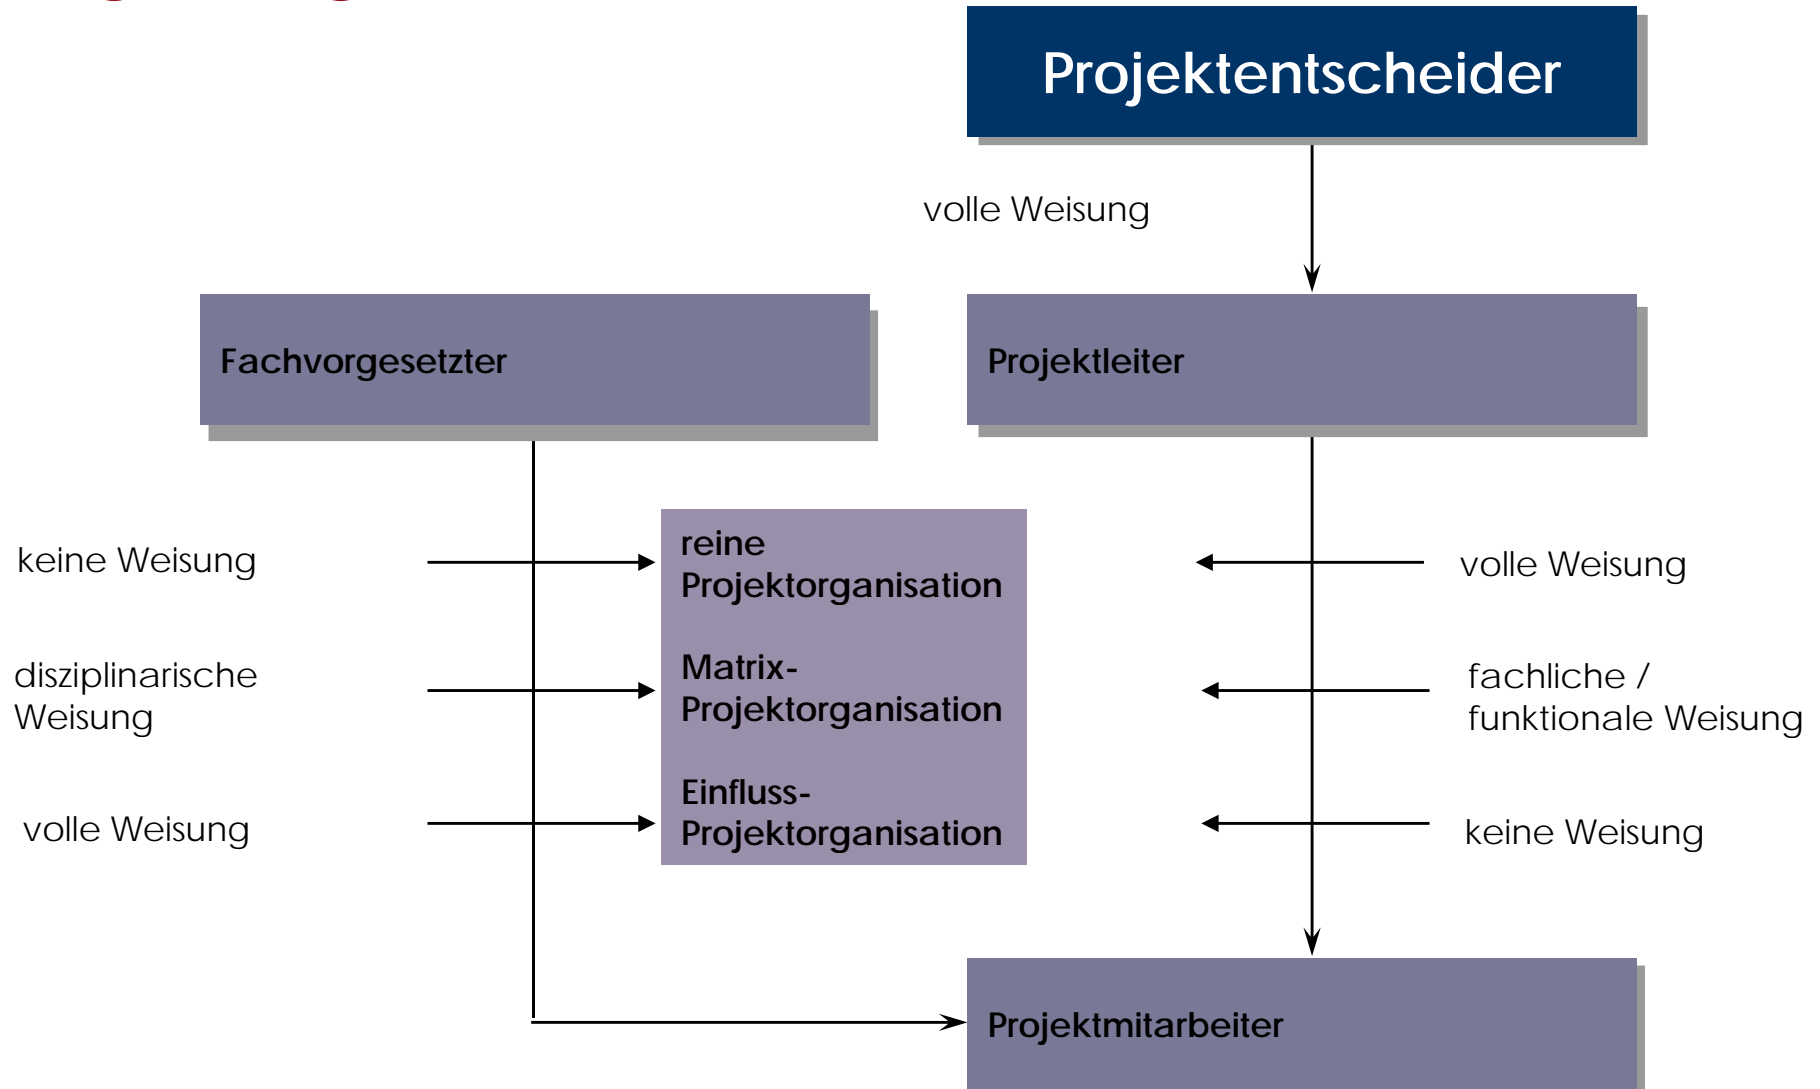 Projektentscheider
volle Weisung
Fachvorgesetzter
Projektleiter
keine Weisung
reine
Projektorganisation
volle Weisung
disziplinarische
Weisung
Matrix-
Projektorganisation
fachliche /
funktionale Weisung
volle Weisung
Einfluss-
Projektorganisation
keine Weisung
Projektmitarbeiter